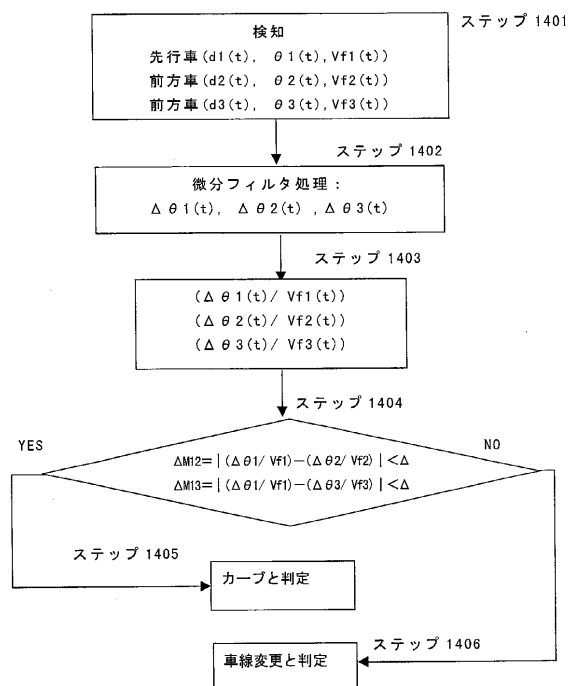 ステップ 1401
検知
先行車(d1(t), θ1(t),Vf1(t))
前方車(d2(t), θ2(t),Vf2(t))
前方車(d3(t), θ3(t),Vf3(t))
ステップ 1402
微分フィルタ処理：
Δθ1(t), Δθ2(t) ,Δθ3(t)
ステップ 1403
(Δθ1(t)/ Vf1(t))
(Δθ2(t)/ Vf2(t))
(Δθ3(t)/ Vf3(t))
ステップ 1404
YES
NO
ΔM12=|(Δθ1/Vf1)-(Δθ2/Vf2)|<Δ
ΔM13=|(Δθ1/Vf1)-(Δθ3/Vf3)|<Δ
ステップ 1405
カーブと判定
ステップ 1406
車線変更と判定